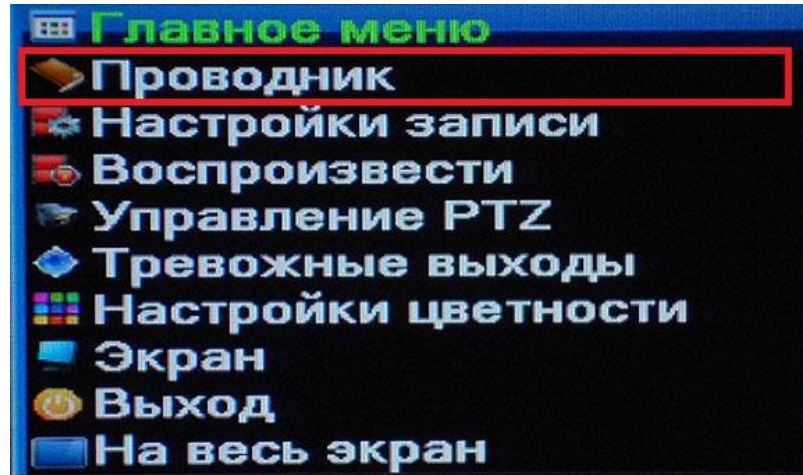 Главное меню
Проводник
Настройки записи
Воспроизвести
Управление PTZ
Тревожные выходы
Настройки цветности
Экран
Выход
На весь экран